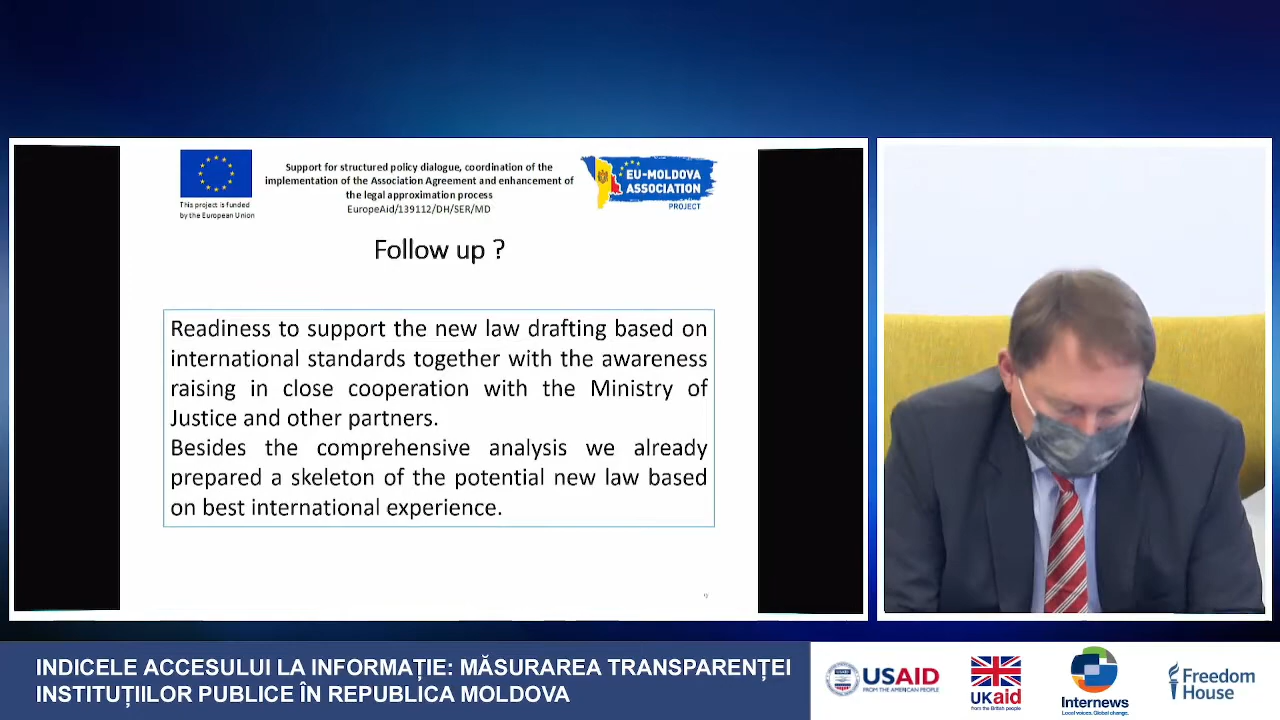 This project is funded
by the European Union
Support for structured policy dialogue, coordination of the
implementation of the Association Agreement and enhancement of
the legal approximation process
EuropeAid/139112/DH/SER/MD
EU-MOLDOVA
ASSOCIATION
PROJECT
Follow up ?
Readiness to support the new law drafting based on
international standards together with the awareness
raising in close cooperation with the Ministry of
Justice and other partners.
Besides the comprehensive analysis we already
prepared a skeleton of the potential new law based
on best international experience.
INDICELE ACCESULUI LA INFORMAȚIE: MĂSURAREA TRANSPARENȚEI
INSTITUȚIILOR PUBLICE ÎN REPUBLICA MOLDOVA
USAID
FROM THE AMERICAN PEOPLE
UKaid
from the British people
Internews
Local voices. Global change.
Freedom
House